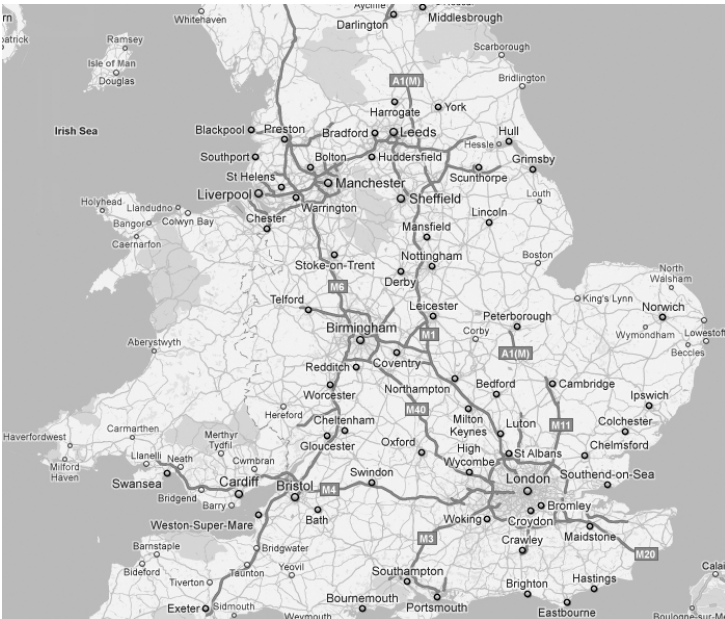 Aycliffe
Whitehaven
Darlington
Middlesbrough
Ramsey
Isle of Man
Douglas
Scarborough
A1(M)
Bridlington
Harrogate
York
Irish Sea
Blackpool
Preston
Bradford
Leeds
Hessle
Hull
Southport
Bolton
Huddersfield
Grimsby
St Helens
Manchester
Scunthorpe
Liverpool
Warrington
Sheffield
Louth
Holyhead
Llandudno
Bangor
Colwyn Bay
Chester
Lincoln
Caernarfon
Mansfield
Stoke-on-Trent
Nottingham
Boston
Derby
M6
North
Walsham
Telford
Leicester
King's Lynn
Peterborough
Norwich
Birmingham
M1
Corby
Wymondham
Lowestoft
Aberystwyth
A1(M)
Beccles
Coventry
Redditch
Worcester
Northampton
Bedford
Cambridge
Ipswich
Hereford
Cheltenham
M40
Milton
Keynes
Luton
M11
Colchester
Carmarthen
Haverfordwest
Merthyr
Tydfil
Gloucester
Oxford
High
Wycombe
St Albans
Chelmsford
Milford
Haven
Llanelli
Neath
Cwmbran
Swansea
Cardiff
Bristol
M4
Swindon
London
Southend-on-Sea
Bridgend
Barry
Bath
Bromley
Weston-Super-Mare
Woking
Croydon
Maidstone
M3
Crawley
M20
Barnstaple
Bridgwater
Bideford
Taunton
Yeovil
Tiverton
Southampton
Hastings
Brighton
Exeter
Sidmouth
Bournemouth
Portsmouth
Eastbourne
Weymouth